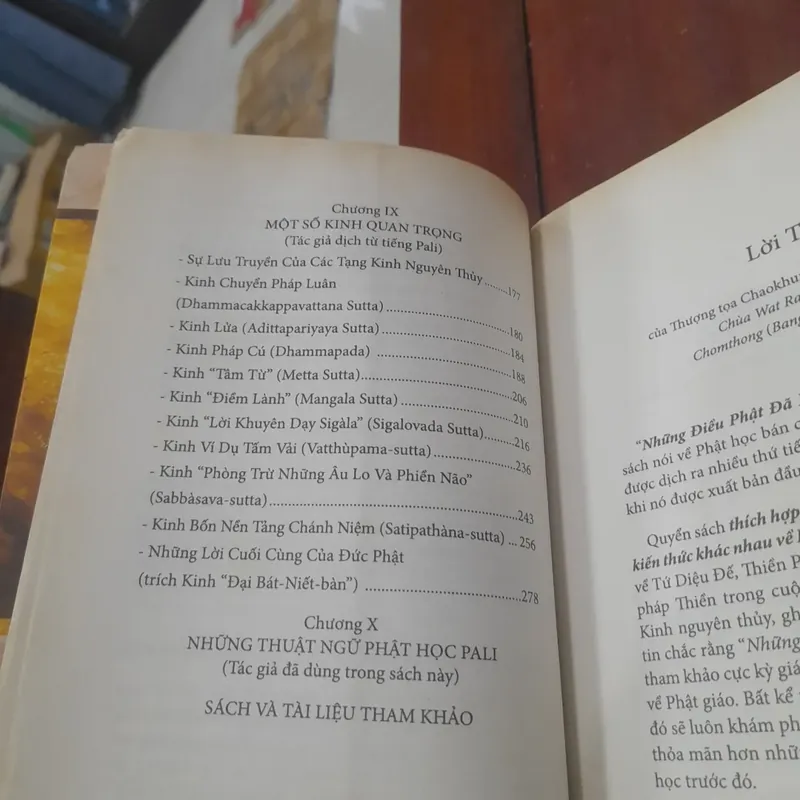 Chương IX
MỘT SỐ KINH QUAN TRỌNG
(Tác giả dịch từ tiếng Pali)
- Sự Lưu Truyền Của Các Tạng Kinh Nguyên Thủy........177
- Kinh Chuyển Pháp Luân
(Dhammacakkappavattana Sutta)..............................180
- Kinh Lửa (Adittapariyaya Sutta)..............................184
- Kinh Pháp Cú (Dhammapada) ..............................188
- Kinh “Tâm Từ” (Metta Sutta)..............................206
- Kinh “Điềm Lành” (Mangala Sutta)........................210
- Kinh “Lời Khuyên Dạy Sigàla” (Sigalovada Sutta)........216
- Kinh Ví Dụ Tấm Vải (Vatthùpama-sutta)..................236
- Kinh “Phòng Trừ Những Âu Lo Và Phiền Não”
(Sabbàsava-sutta)..................................................243
- Kinh Bốn Nền Tảng Chánh Niệm (Satipathàna-sutta) ...256
- Những Lời Cuối Cùng Của Đức Phật
(trích Kinh “Đại Bát-Niết-bàn”) ..............................278
Chương X
NHỮNG THUẬT NGỮ PHẬT HỌC PALI
(Tác giả đã dùng trong sách này)
SÁCH VÀ TÀI LIỆU THAM KHẢO
Lời T
của Thượng tọa Chaokhu
Chùa Wat Ra
Chomthong (Bang
“Những Điều Phật Đã
sách nói về Phật học bán c
được dịch ra nhiều thứ tiế
khi nó được xuất bản đầu
Quyển sách thích hợp
kiến thức khác nhau về
về Tứ Diệu Đế, Thiền P
pháp Thiền trong cuộ
Kinh nguyên thủy, gh
tin chắc rằng “Những
tham khảo cực kỳ giá
về Phật giáo. Bất kể
đó sẽ luôn khám ph
thỏa mãn hơn nhữ
học trước đó.